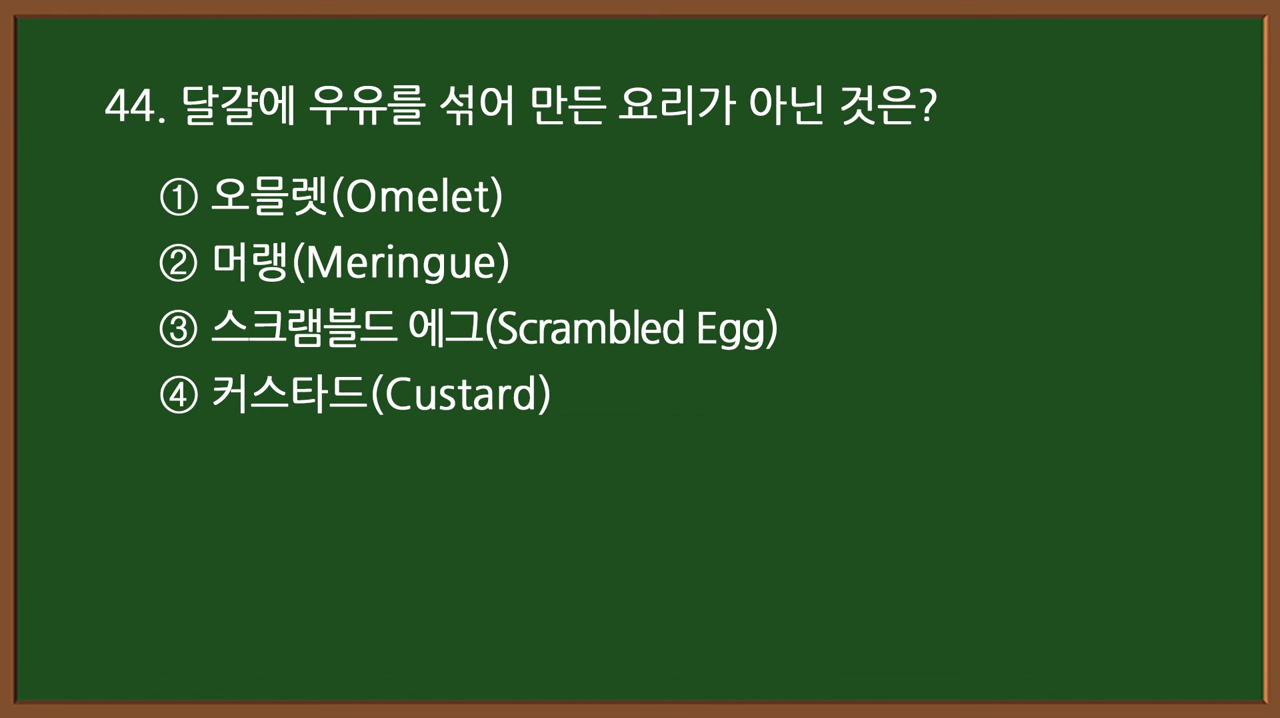 44. 달걀에 우유를 섞어 만든 요리가 아닌 것은?
① 오믈렛(Omelet)
② 머랭(Meringue)
③ 스크램블드 에그(Scrambled Egg)
④ 커스타드(Custard)